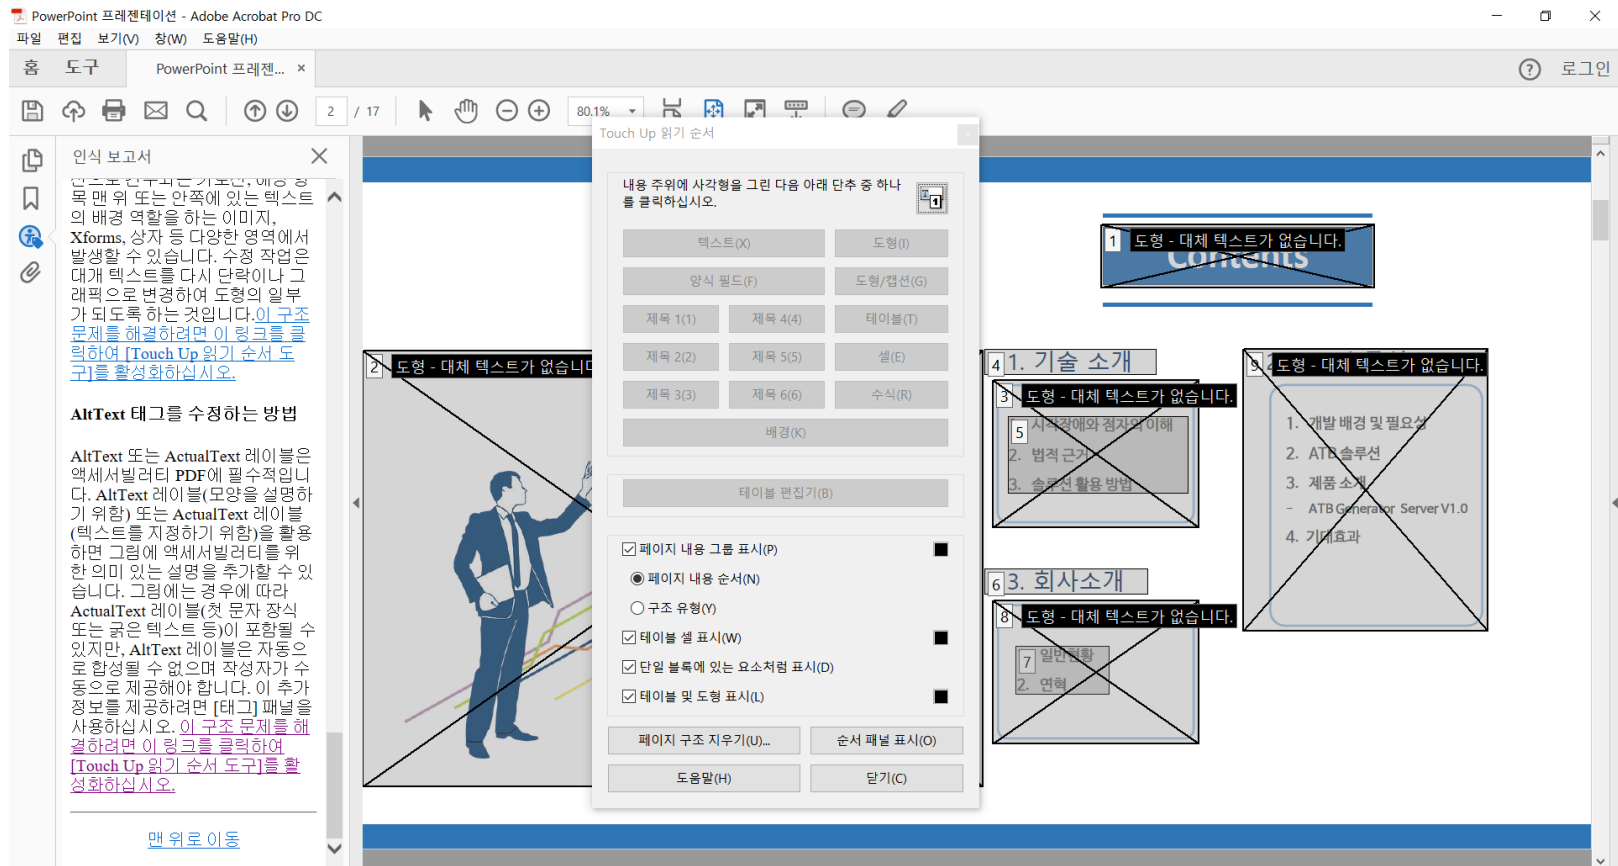 PowerPoint 프레젠테이션 - Adobe Acrobat Pro DC
파일 편집 보기(V) 창(W) 도움말(H)
홈 도구 PowerPoint 프레젠... × 로그인
2 / 17 80.1%
인식 보고서
목 맨 위 또는 안쪽에 있는 텍스트
의 배경 역할을 하는 이미지,
Xforms, 상자 등 다양한 영역에서
발생할 수 있습니다. 수정 작업은
대개 텍스트를 다시 단락이나 그
래픽으로 변경하여 도형의 일부
가 되도록 하는 것입니다.이 구조
문제를 해결하려면 이 링크를 클
릭하여 [Touch Up 읽기 순서 도
구]를 활성화하십시오.
AltText 태그를 수정하는 방법
AltText 또는 ActualText 레이블은
액세서빌러티 PDF에 필수적입니
다. AltText 레이블(모양을 설명하
기 위함) 또는 ActualText 레이블
(텍스트를 지정하기 위함)을 활용
하면 그림에 액세서빌러티를 위
한 의미 있는 설명을 추가할 수 있
습니다. 그림에는 경우에 따라
ActualText 레이블(첫 문자 장식
또는 굵은 텍스트 등)이 포함될 수
있지만, AltText 레이블은 자동으
로 합성될 수 없으며 작성자가 수
동으로 제공해야 합니다. 이 추가
정보를 제공하려면 [태그] 패널을
사용하십시오. 이 구조 문제를 해
결하려면 이 링크를 클릭하여
[Touch Up 읽기 순서 도구]를 활
성화하십시오.
맨 위로 이동
Touch Up 읽기 순서
내용 주위에 사각형을 그린 다음 아래 단추 중 하나
를 클릭하십시오.
텍스트(X) 도형(I)
양식 필드(F) 도형/캡션(G)
제목 1(1) 제목 4(4) 테이블(T)
제목 2(2) 제목 5(5) 셀(E)
제목 3(3) 제목 6(6) 수식(R)
배경(K)
테이블 편집기(B)
페이지 내용 그룹 표시(P)
페이지 내용 순서(N)
구조 유형(Y)
테이블 셀 표시(W)
단일 블록에 있는 요소처럼 표시(D)
테이블 및 도형 표시(L)
페이지 구조 지우기(U)... 순서 패널 표시(O)
도움말(H) 닫기(C)
1 도형 - 대체 텍스트가 없습니다.
Contents
2 도형 - 대체 텍스트가 없습니다
4 1. 기술 소개
3 도형 - 대체 텍스트가 없습니다.
5 시각장애와 점자의 이해
2. 법적 근거
3. 솔루션 활용 방법
6 3. 회사소개
8 도형 - 대체 텍스트가 없습니다.
7 일반현황
2. 연혁
9 도형 - 대체 텍스트가 없습니다.
1. 개발 배경 및 필요성
2. ATB 솔루션
3. 제품 소개
- ATB Generator Server V1.0
4. 기대효과